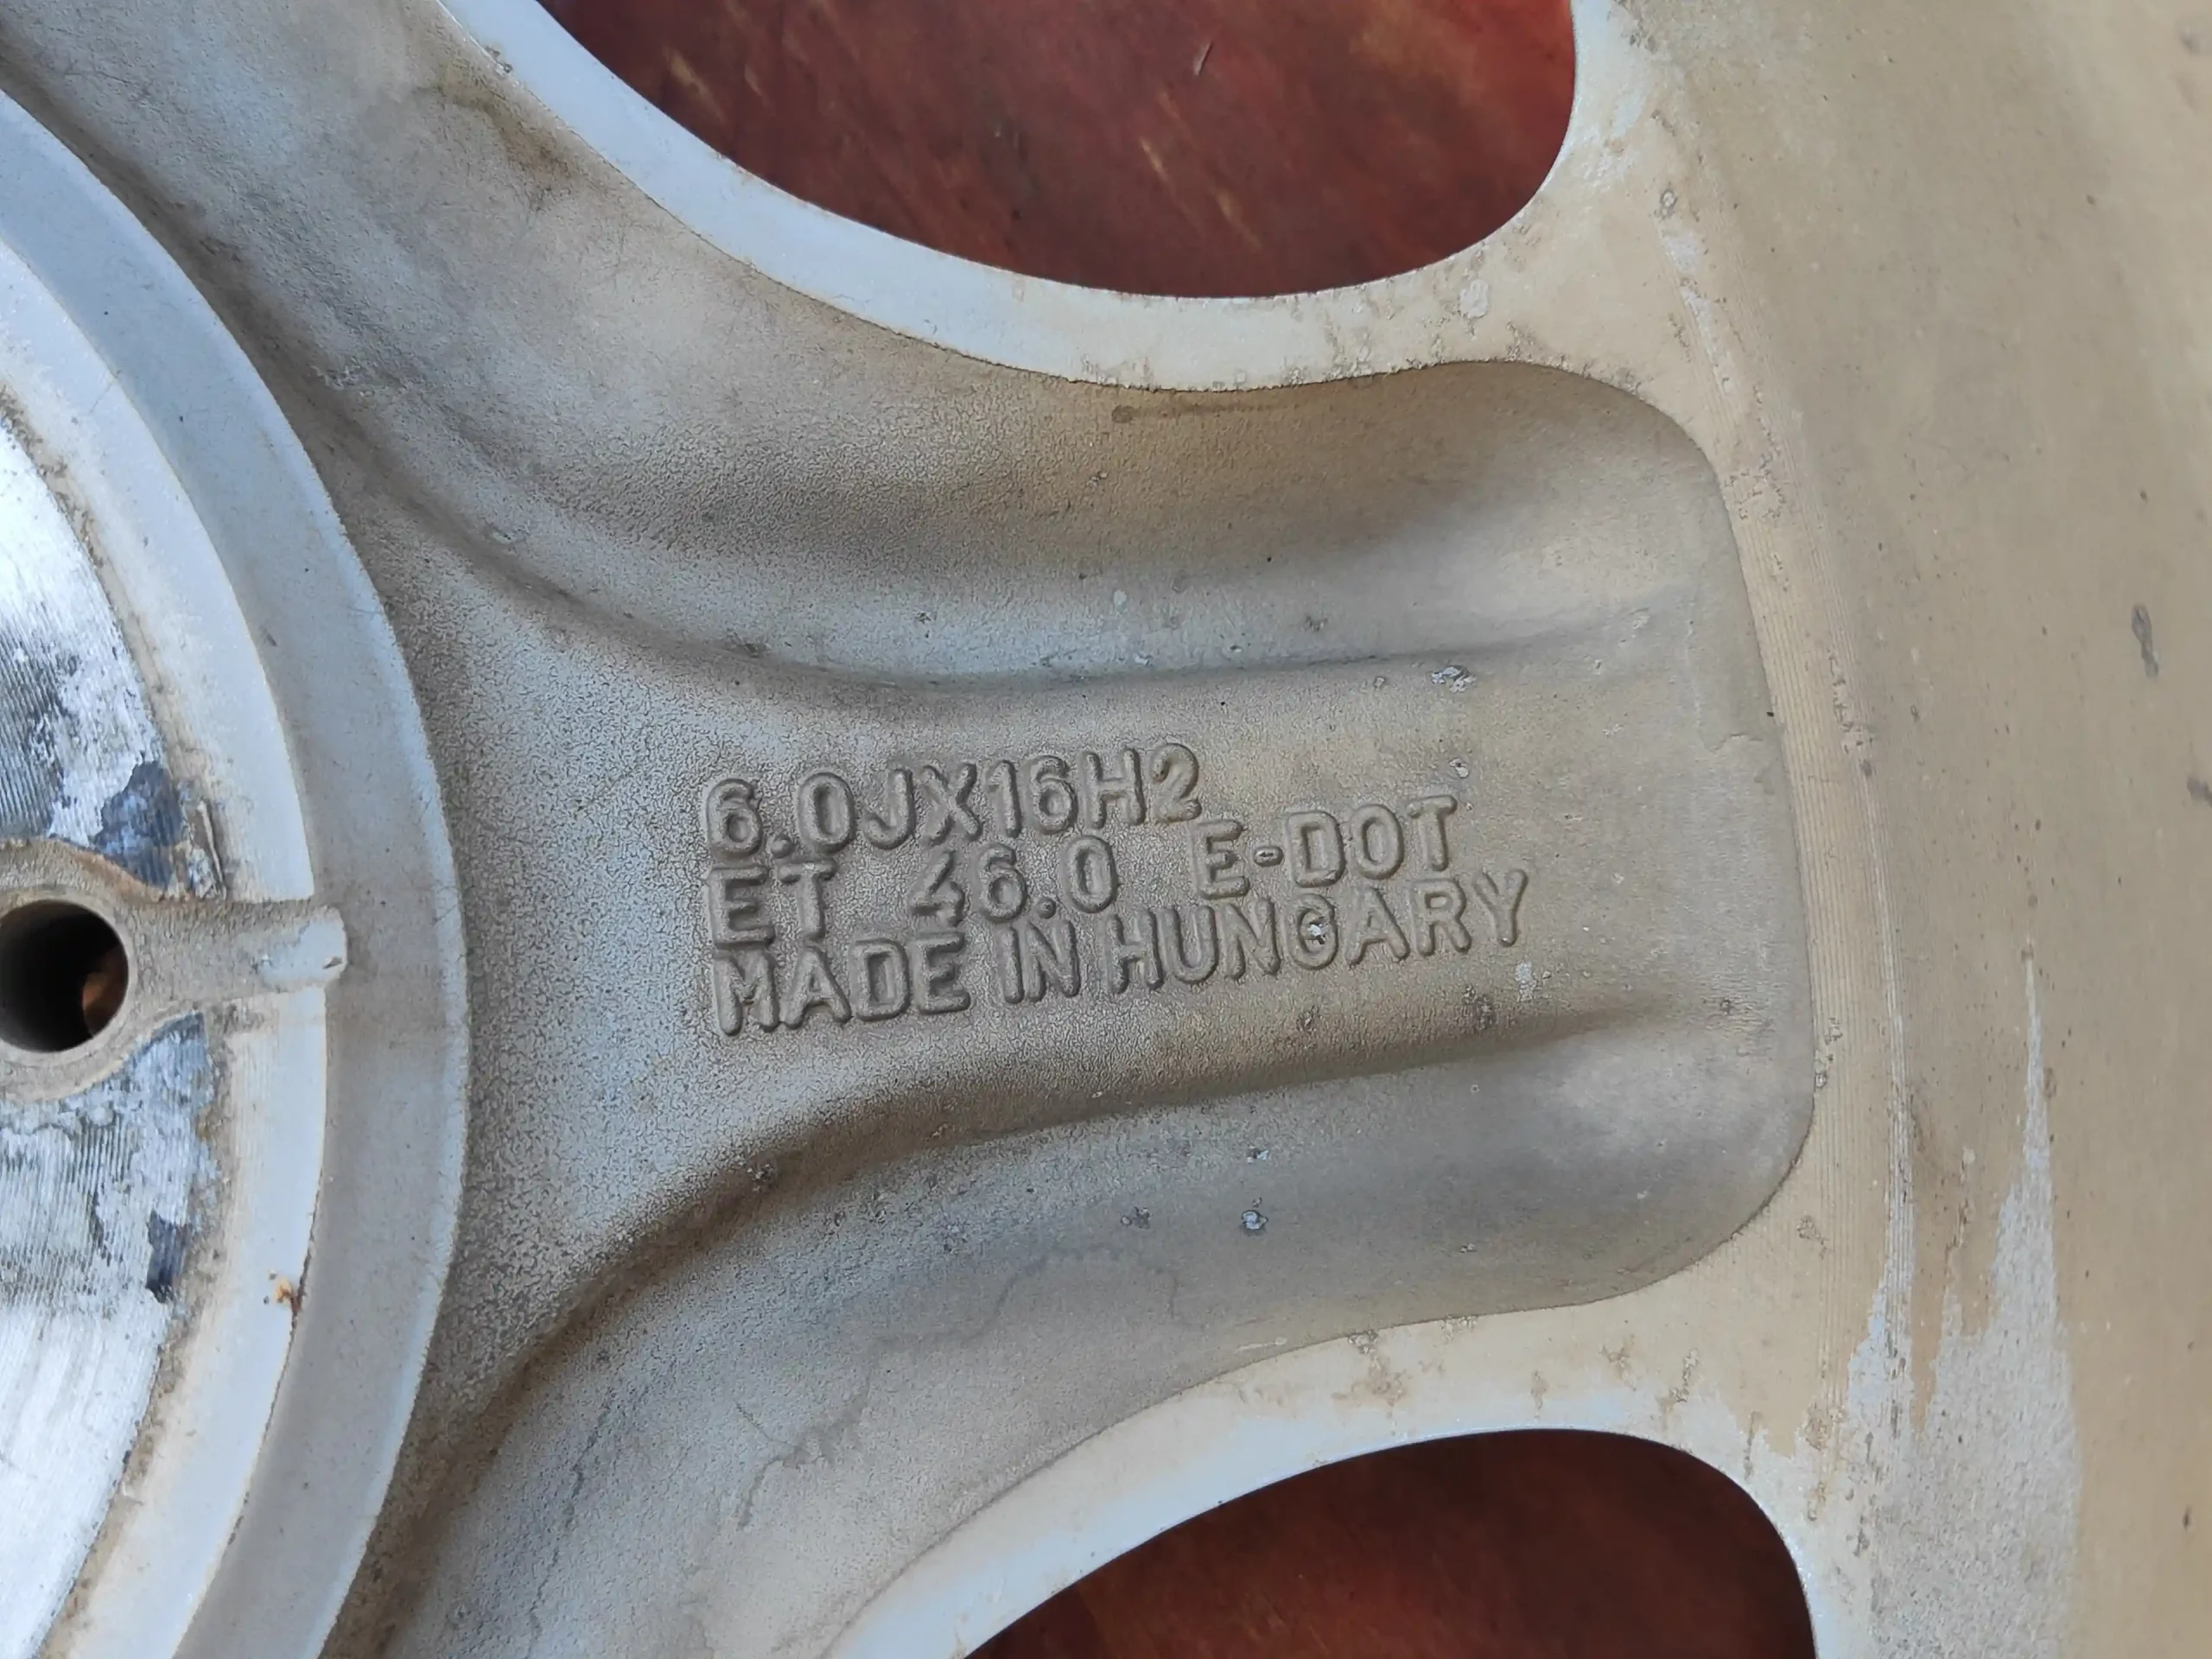 6.0JX16H2
ET 46.0 E-DOT
MADE IN HUNGARY